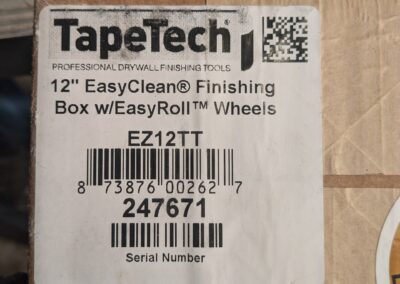 TapeTech®
PROFESSIONAL DRYWALL FINISHING TOOLS
12" EasyClean® Finishing
Box w/EasyRoll™ Wheels
EZ12TT
8 73876 00262 7
247671
Serial Number